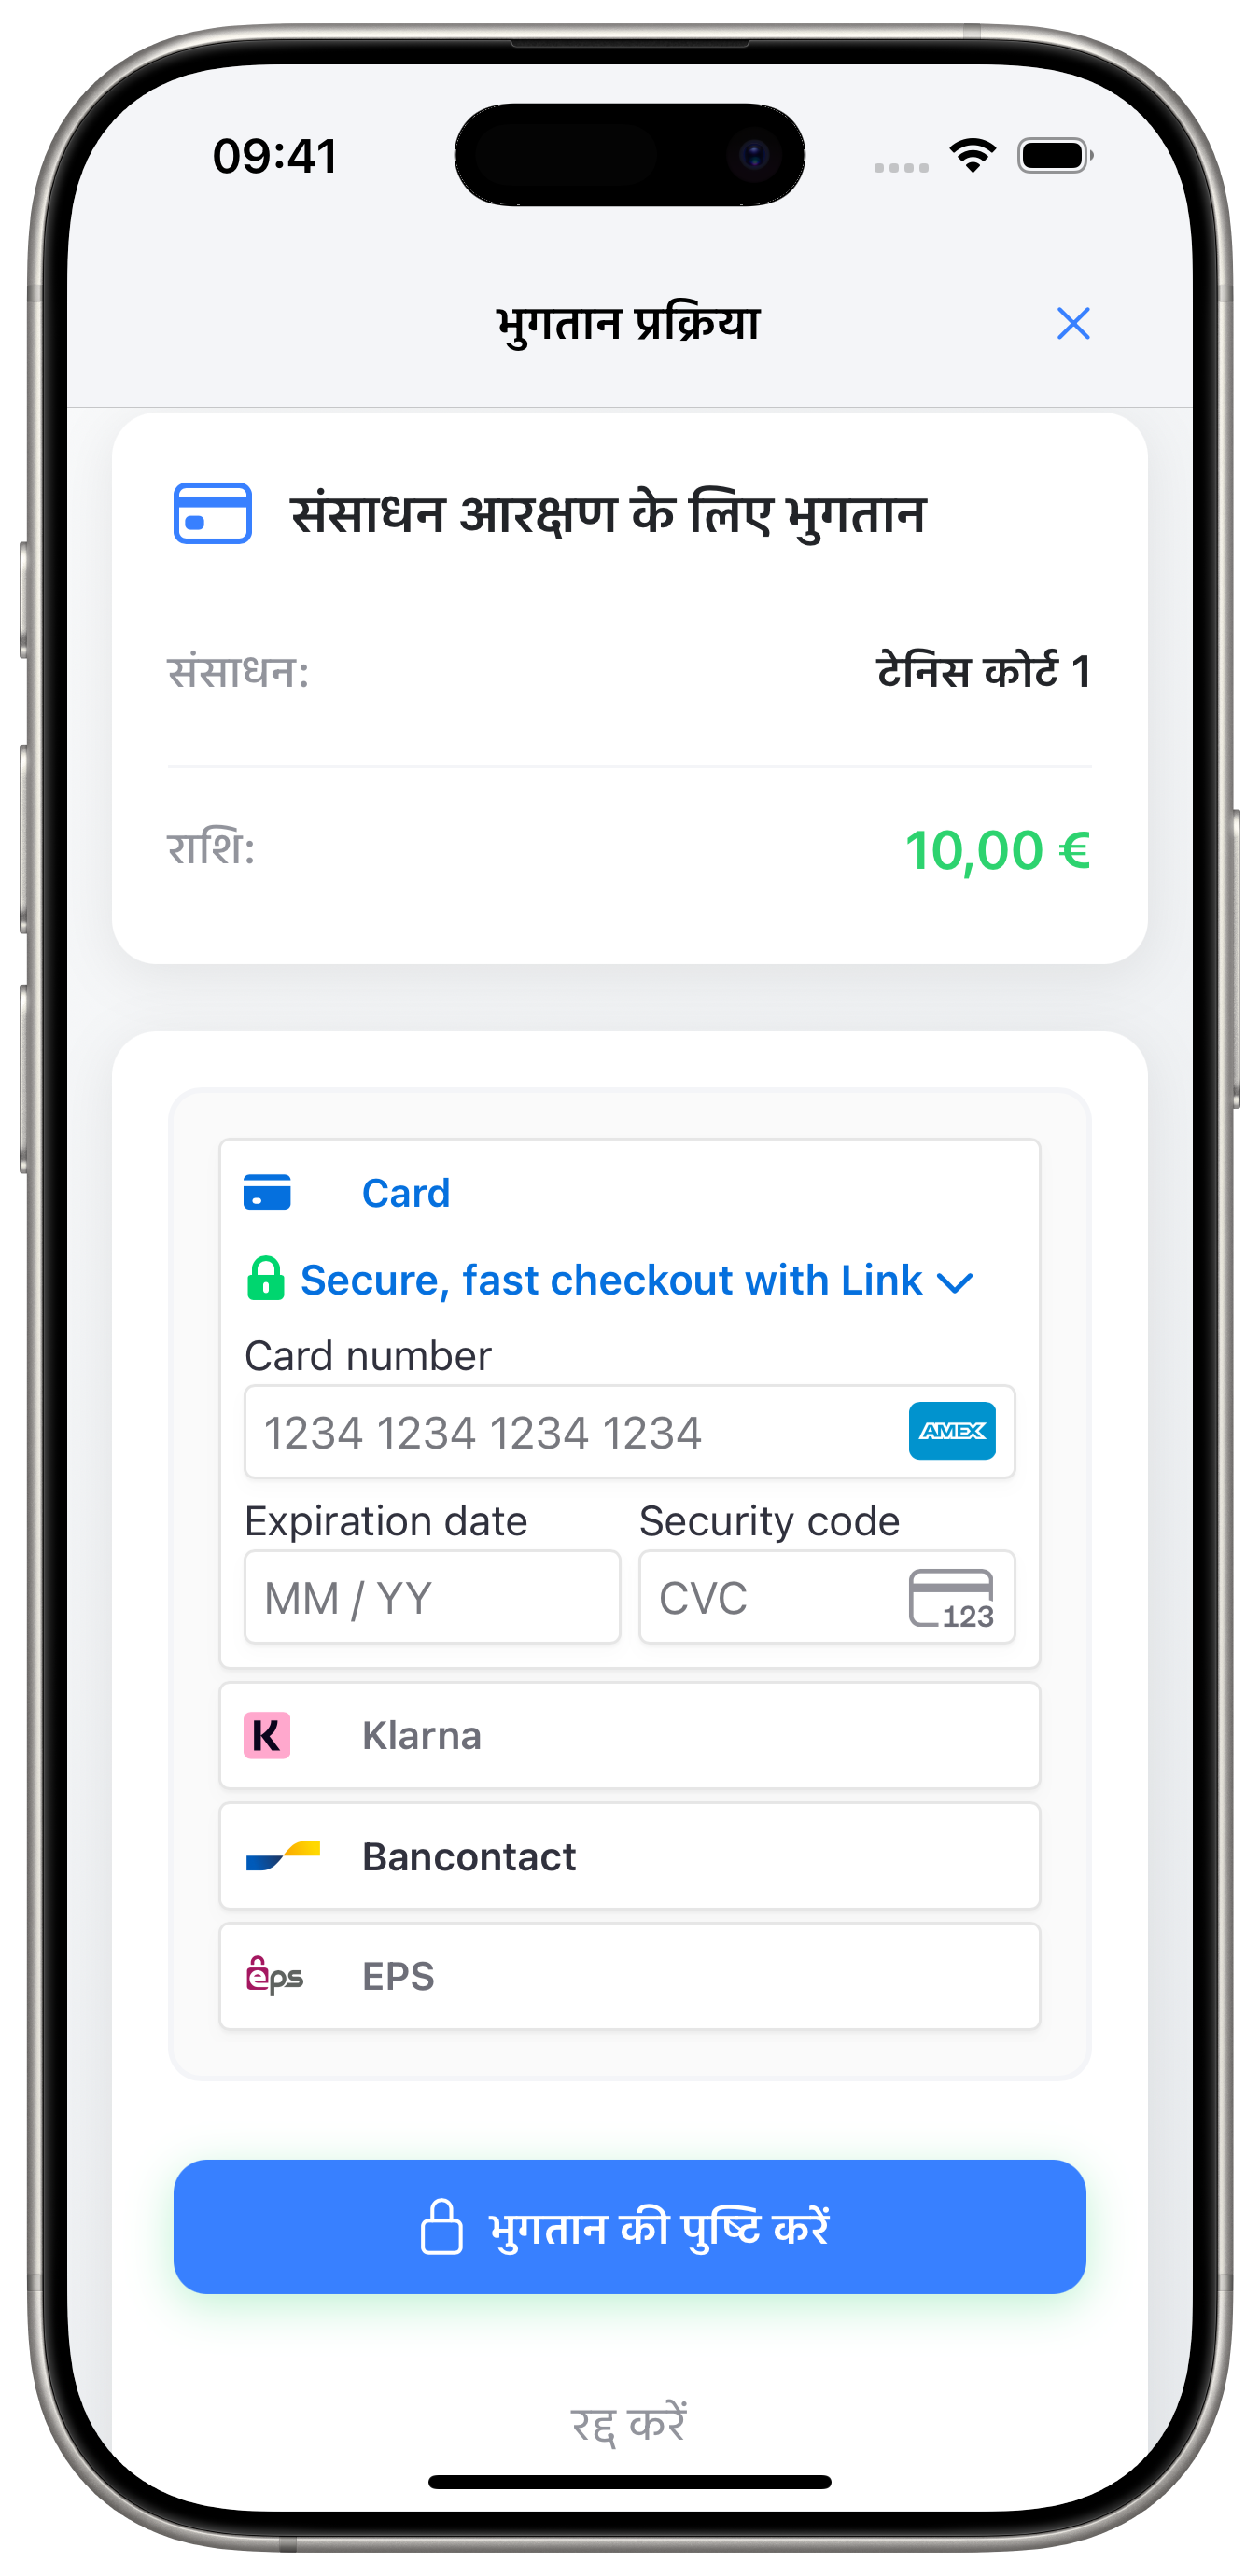 09:41
भुगतान प्रक्रिया
संसाधन आरक्षण के लिए भुगतान
संसाधन: टेनिस कोर्ट 1
राशि: 10,00 €
Card
Secure, fast checkout with Link
Card number
1234 1234 1234 1234 AMEX
Expiration date Security code
MM / YY CVC 123
K Klarna
Bancontact
eps EPS
भुगतान की पुष्टि करें
रद्द करें